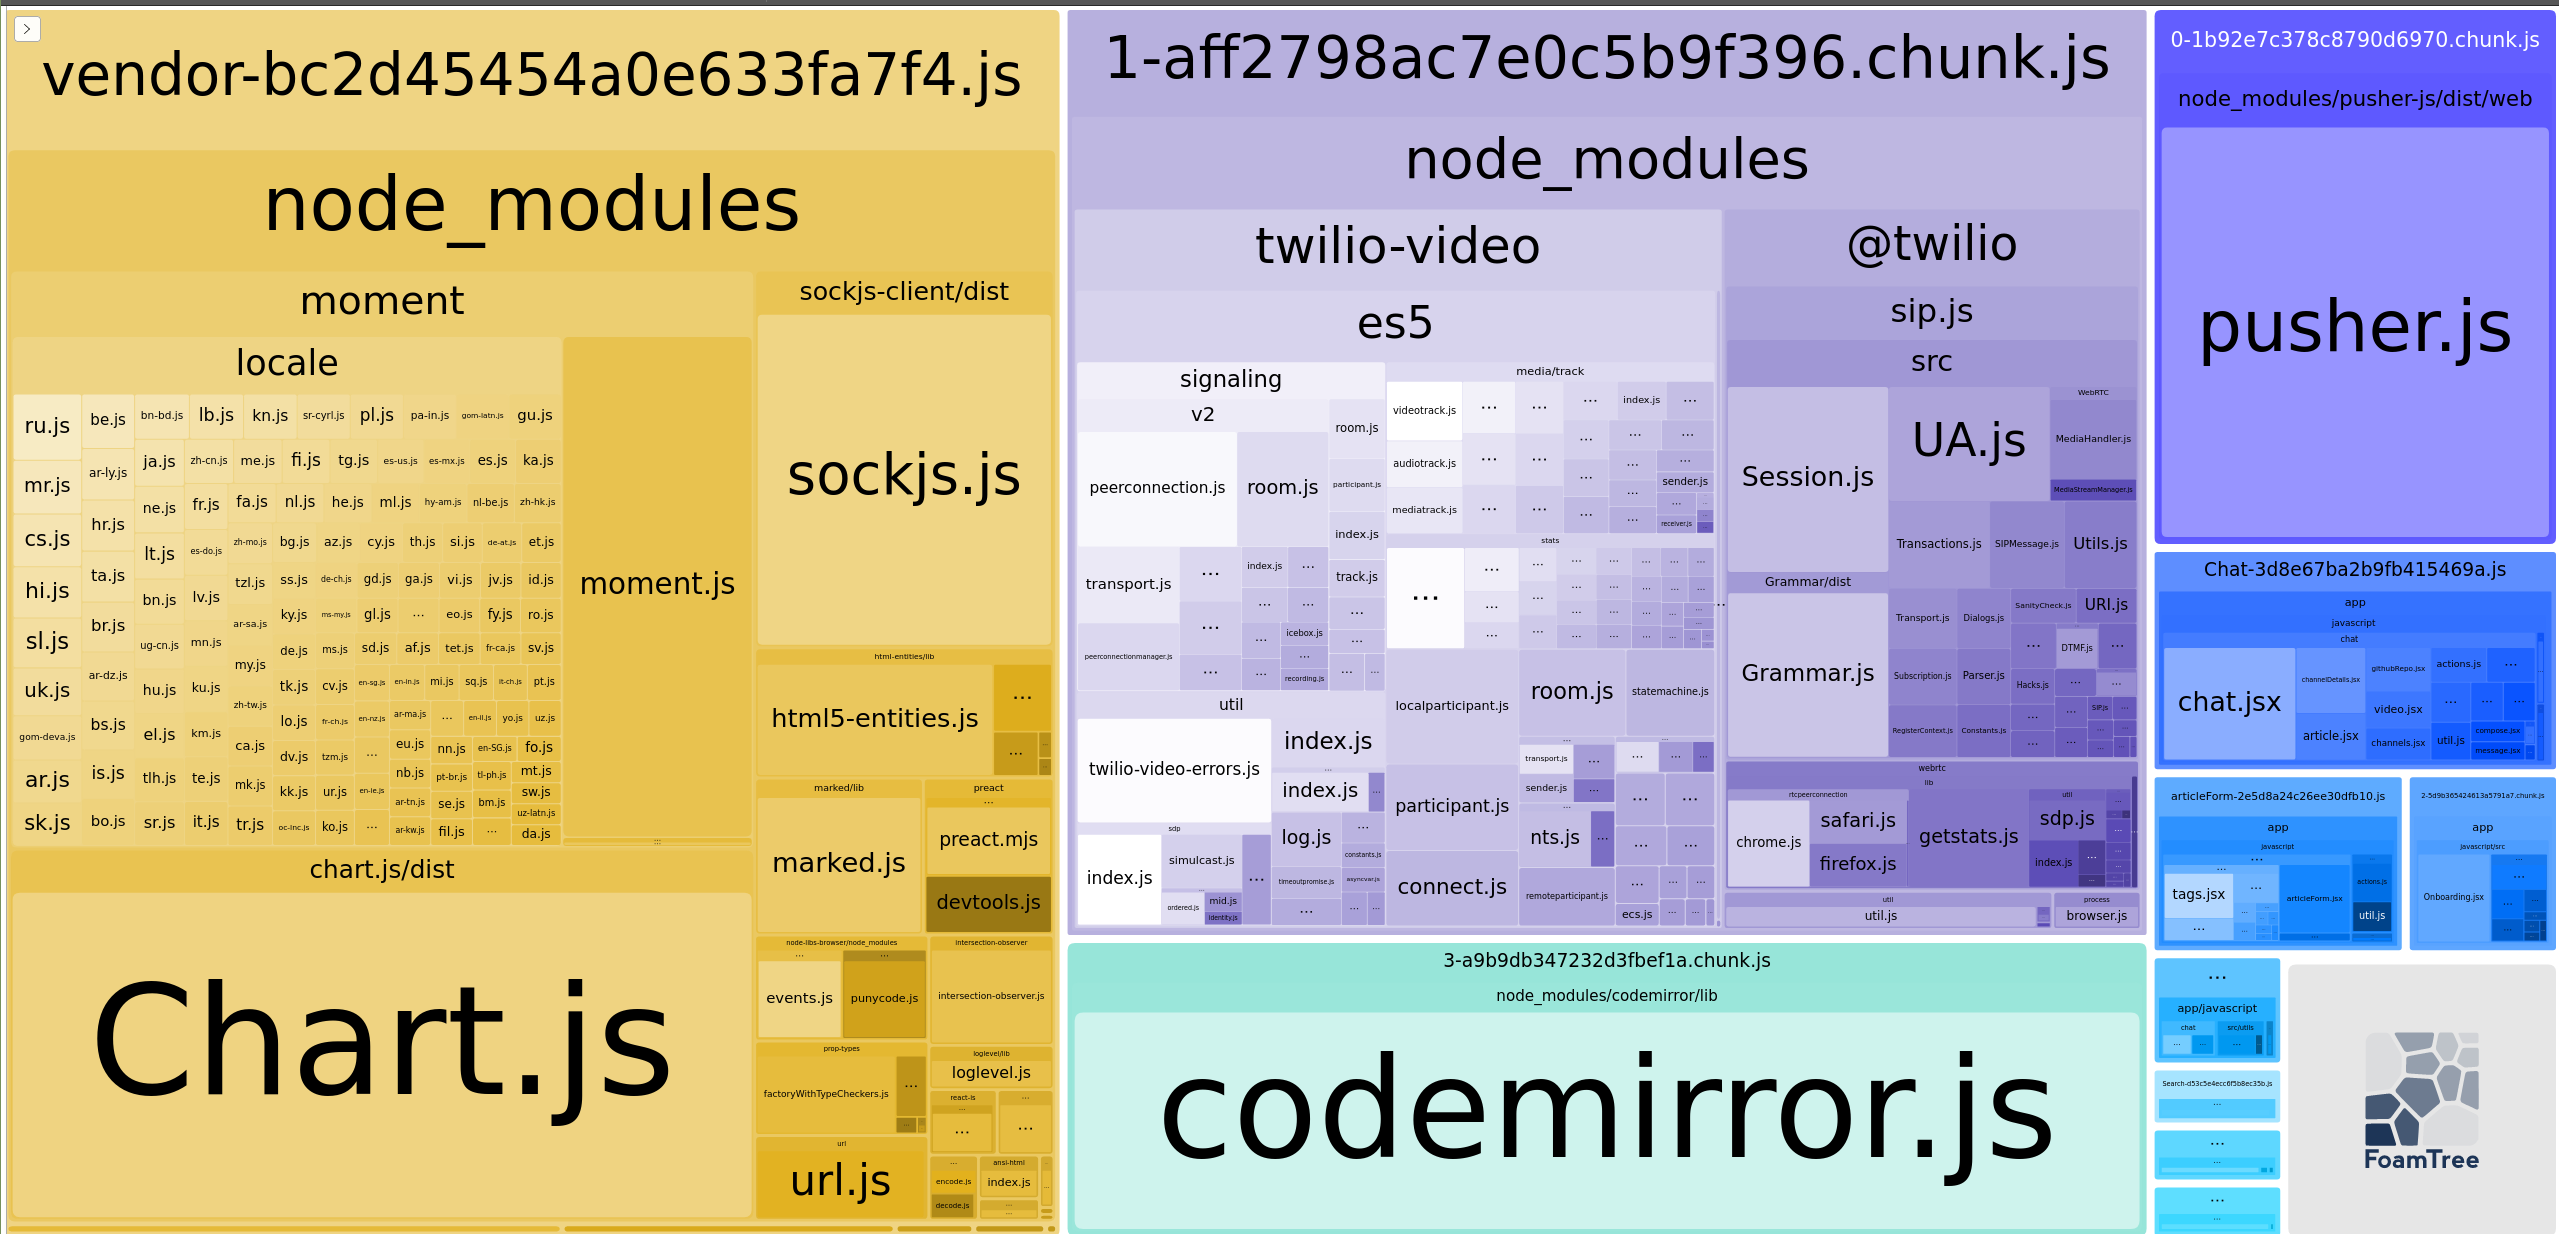 vendor-bc2d45454a0e633fa7f4.js
node_modules
moment
locale
ru.js
be.js
bn-bd.js
lb.js
kn.js
sr-cyrl.js
pl.js
pa-in.js
gom-latn.js
gu.js
mr.js
ar-ly.js
ja.js
zh-cn.js
me.js
fi.js
tg.js
es-us.js
es-mx.js
es.js
ka.js
cs.js
hr.js
ne.js
fr.js
fa.js
nl.js
he.js
ml.js
hy-am.js
nl-be.js
zh-hk.js
hi.js
ta.js
lt.js
es-do.js
zh-mo.js
bg.js
az.js
cy.js
th.js
si.js
de-at.js
et.js
sl.js
br.js
bn.js
lv.js
tzl.js
ss.js
de-ch.js
gd.js
ga.js
vi.js
jv.js
id.js
uk.js
ar-dz.js
ug-cn.js
mn.js
ar-sa.js
ky.js
ms-my.js
gl.js
...
eo.js
fy.js
ro.js
gom-deva.js
bs.js
hu.js
ku.js
my.js
de.js
ms.js
sd.js
af.js
tet.js
fr-ca.js
sv.js
ar.js
is.js
el.js
km.js
zh-tw.js
tk.js
cv.js
en-sg.js
en-in.js
mi.js
sq.js
it-ch.js
pt.js
sk.js
bo.js
tlh.js
te.js
ca.js
lo.js
fr-ch.js
en-nz.js
ar-ma.js
...
en-il.js
yo.js
uz.js
sr.js
it.js
mk.js
dv.js
tzm.js
...
eu.js
nn.js
en-SG.js
fo.js
tr.js
kk.js
ur.js
en-ie.js
nb.js
pt-br.js
tl-ph.js
mt.js
oc-lnc.js
ko.js
...
ar-tn.js
se.js
bm.js
sw.js
uz-latn.js
ar-kw.js
fil.js
...
da.js
moment.js
...
chart.js/dist
Chart.js
sockjs-client/dist
sockjs.js
html-entities/lib
html5-entities.js
...
...
marked/lib
marked.js
preact
...
preact.mjs
devtools.js
node-libs-browser/node_modules
...
events.js
...
punycode.js
intersection-observer
intersection-observer.js
prop-types
factoryWithTypeCheckers.js
...
...
loglevel/lib
loglevel.js
react-is
...
...
...
...
url
url.js
...
encode.js
decode.js
ansi-html
index.js
...
...
1-aff2798ac7e0c5b9f396.chunk.js
node_modules
twilio-video
es5
signaling
v2
peerconnection.js
room.js
transport.js
...
index.js
...
...
...
...
...
icebox.js
peerconnectionmanager.js
...
...
...
recording.js
room.js
participant.js
index.js
track.js
...
...
...
...
media/track
videotrack.js
...
...
...
index.js
...
audiotrack.js
...
...
...
...
...
...
...
...
sender.js
mediatrack.js
...
...
...
...
...
...
receiver.js
stats
...
...
...
...
util
twilio-video-errors.js
index.js
...
index.js
...
sdp
index.js
simulcast.js
...
...
ordered.js
mid.js
identity.js
log.js
...
constants.js
timeoutpromise.js
asyncvar.js
...
...
...
localparticipant.js
room.js
statemachine.js
participant.js
connect.js
...
transport.js
...
sender.js
...
...
nts.js
...
remoteparticipant.js
...
...
...
...
...
...
...
...
...
...
...
...
ecs.js
...
...
...
@twilio
sip.js
src
Session.js
UA.js
WebRTC
MediaHandler.js
MediaStreamManager.js
Transactions.js
SIPMessage.js
Utils.js
Grammar/dist
Grammar.js
Transport.js
Dialogs.js
SanityCheck.js
URI.js
...
DTMF.js
...
Subscription.js
Parser.js
Hacks.js
...
...
RegisterContext.js
Constants.js
...
...
SIP.js
...
...
...
...
...
webrtc
lib
rtcpeerconnection
chrome.js
safari.js
firefox.js
getstats.js
util
sdp.js
index.js
...
...
util
util.js
process
browser.js
3-a9b9db347232d3fbef1a.chunk.js
node_modules/codemirror/lib
codemirror.js
0-1b92e7c378c8790d6970.chunk.js
node_modules/pusher-js/dist/web
pusher.js
Chat-3d8e67ba2b9fb415469a.js
app
javascript
chat
chat.jsx
channelDetails.jsx
article.jsx
githubRepo.jsx
video.jsx
channels.jsx
actions.js
...
...
...
...
util.js
compose.jsx
message.jsx
articleForm-2e5d8a24c26ee30dfb10.js
app
javascript
...
...
tags.jsx
...
...
...
articleForm.jsx
...
actions.js
util.js
2-5d9b365424613a5791a7.chunk.js
app
javascript/src
Onboarding.jsx
...
...
...
...
...
app/javascript
chat
...
...
src/utils
...
Search-d53c5e4ecc6f5b8ec35b.js
...
...
...
...
...
FoamTree